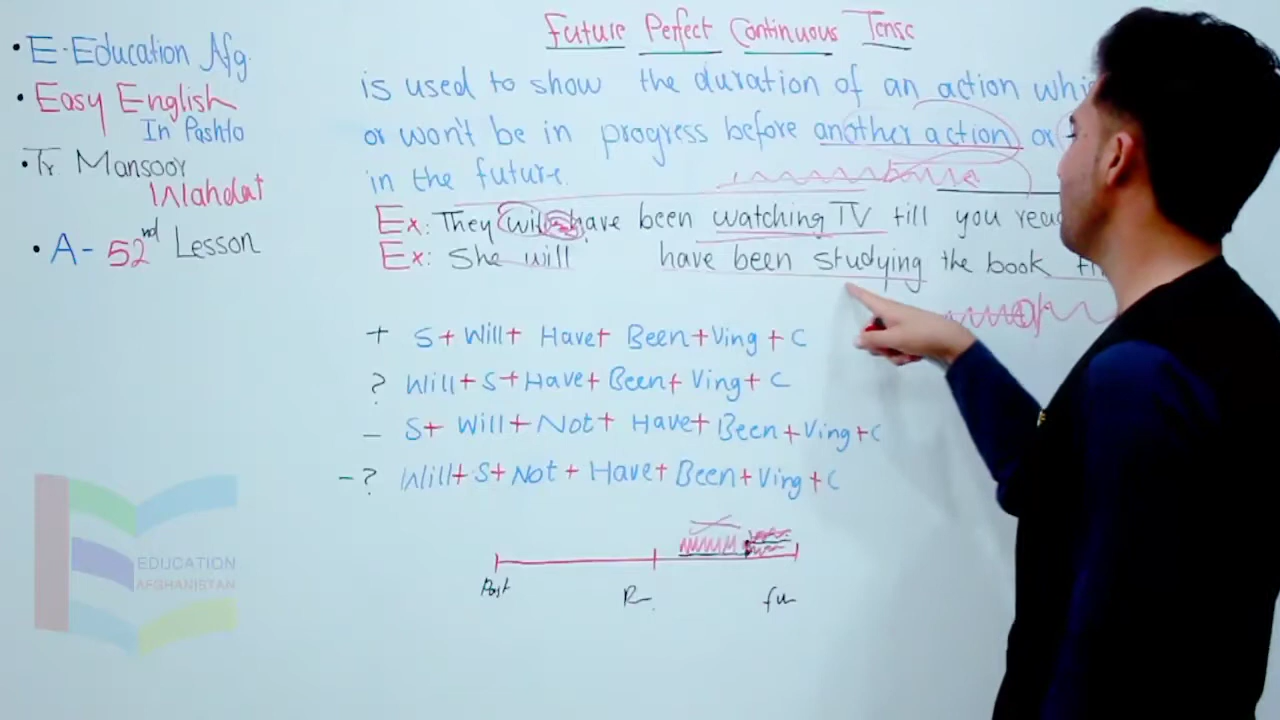 Future Perfect Continuous Tense
• E-Education Afg.
• Easy English
In Pashto
• Tr. Mansoor
Wahdat
• A- 52nd Lesson
is used to show the duration of an action
or won't be in progress before another action or
in the future.
Ex: They will have been watching TV till you
Ex: She will have been studying the book
+ S+ Will+ Have+ Been+Ving + C
? Will+S+Have+Been+Ving+C
- S+ Will+Not+ Have+Been+Ving+C
-? Will+S+Not + Have+Been+Ving+C
Past
fu
EDUCATION
AFGHANISTAN